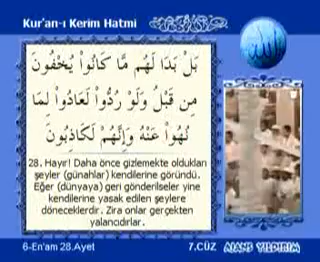 Kur'an-ı Kerim Hatmi
بَلْ بَدَا لَهُم مَّا كَانُواْ يُخْفُونَ
مِن قَبْلُ وَلَوْ رُدُّواْ لَعَادُواْ لِمَا
نُهُواْ عَنْهُ وَإِنَّهُمْ لَكَاذِبُونَ
28. Hayır! Daha önce gizlemekte oldukları
şeyler (günahlar) kendilerine göründü.
Eğer (dünyaya) geri gönderilseler yine
kendilerine yasak edilen şeylere
döneceklerdir. Zira onlar gerçekten
yalancıdırlar.
الله
6-En'am 28.Ayet
7.CÜZ
AJANS YILDIRIM